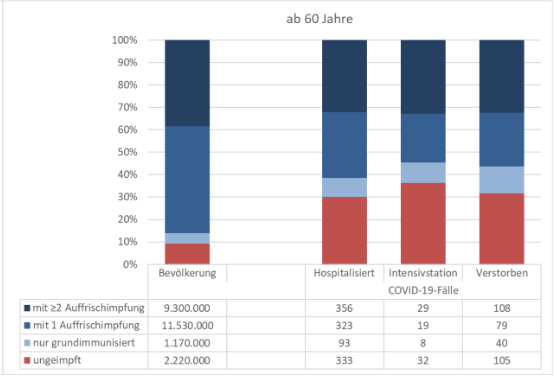 ab 60 Jahre
100%
90%
80%
70%
60%
50%
40%
30%
20%
10%
0%
Bevölkerung Hospitalisiert Intensivstation Verstorben
COVID-19-Fälle
mit ≥2 Auffrischimpfung 9.300.000 356 29 108
mit 1 Auffrischimpfung 11.530.000 323 19 79
nur grundimmunisiert 1.170.000 93 8 40
ungeimpft 2.220.000 333 32 105